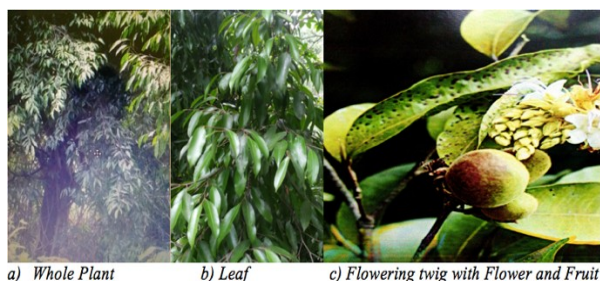 a) Whole Plant
b) Leaf
c) Flowering twig with Flower and Fruit